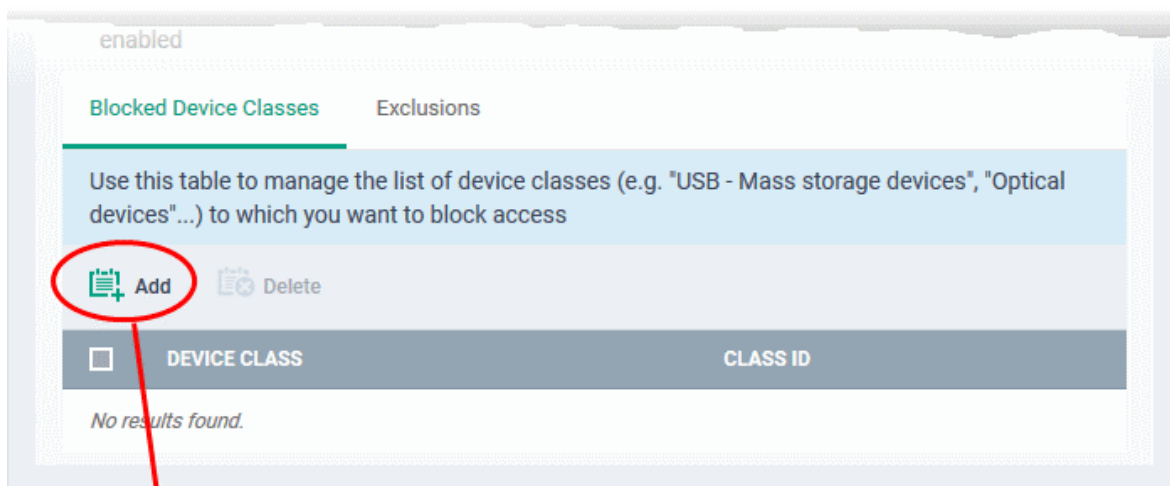 enabled
Blocked Device Classes Exclusions
Use this table to manage the list of device classes (e.g. "USB - Mass storage devices", "Optical
devices"...) to which you want to block access
Add Delete
DEVICE CLASS CLASS ID
No results found.